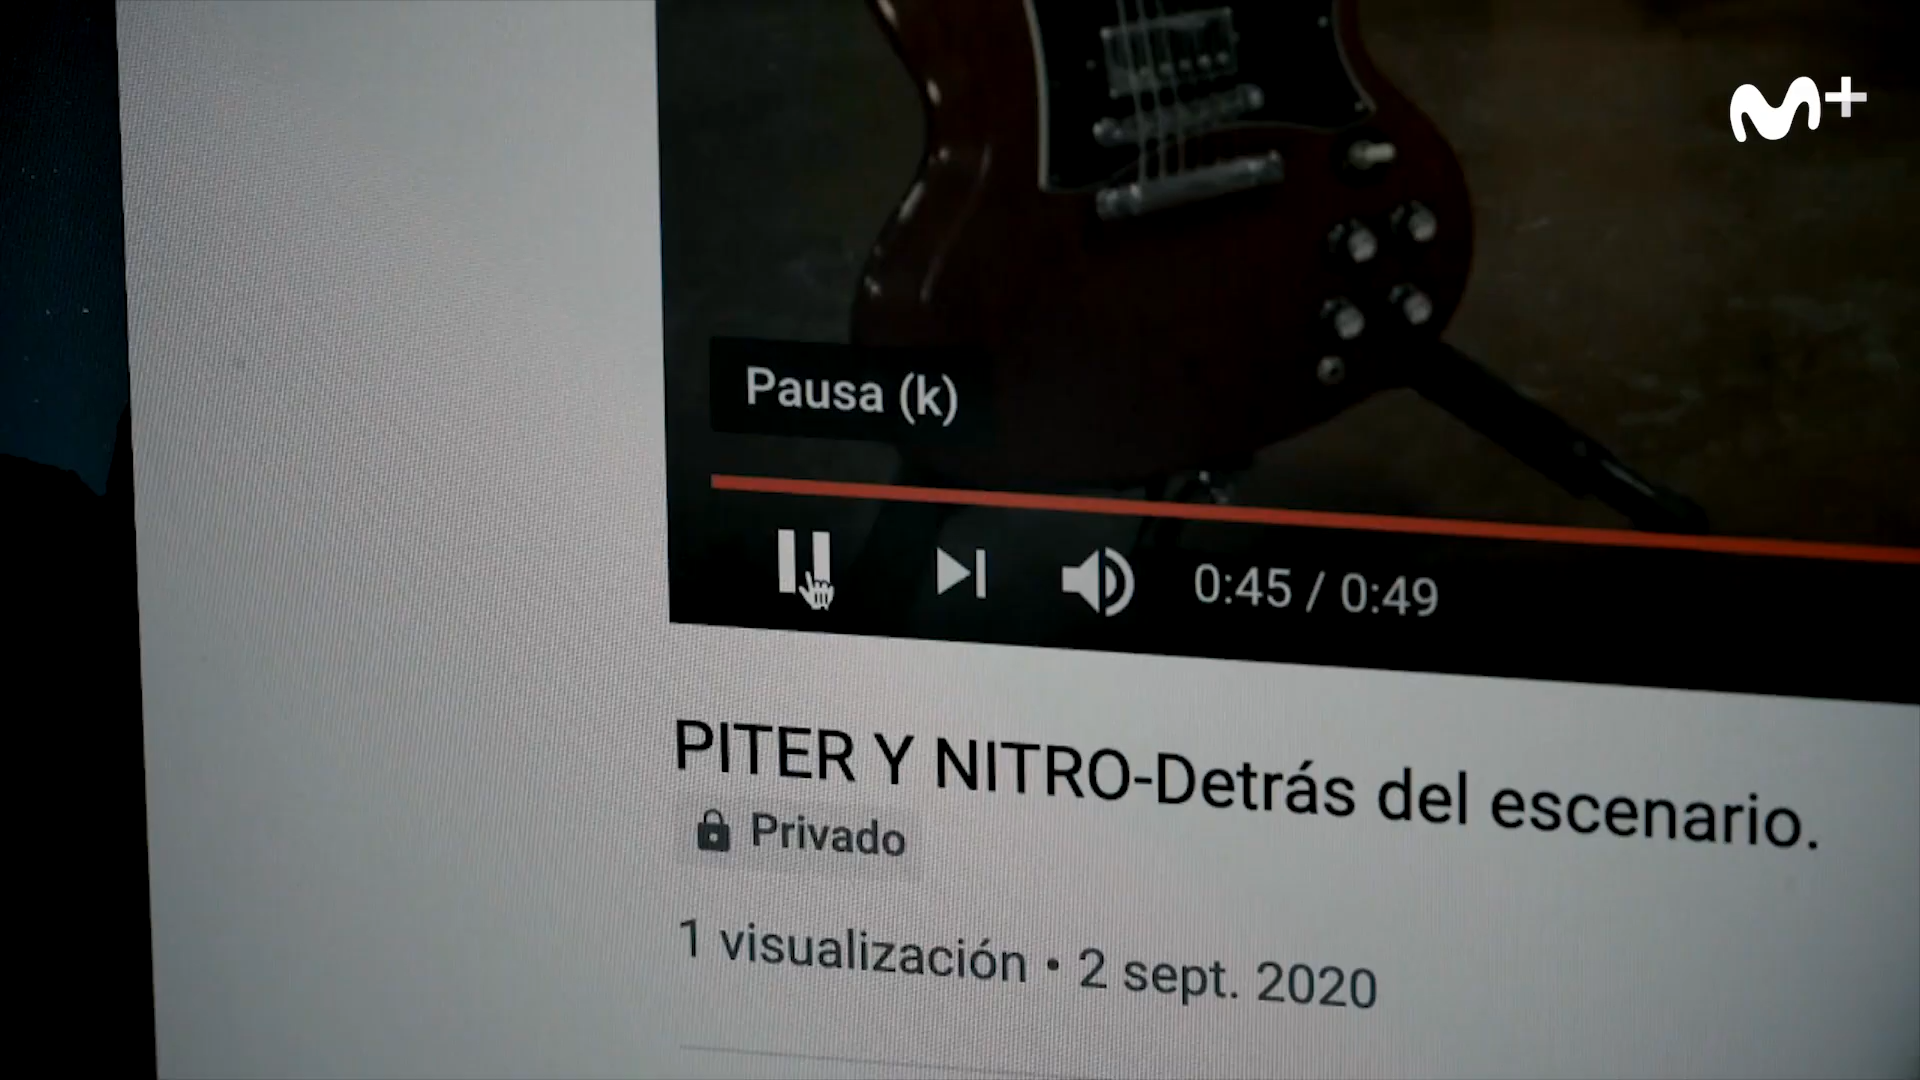 M+
Pausa (k)
0:45 / 0:49
PITER Y NITRO-Detrás del escenario.
Privado
1 visualización • 2 sept. 2020